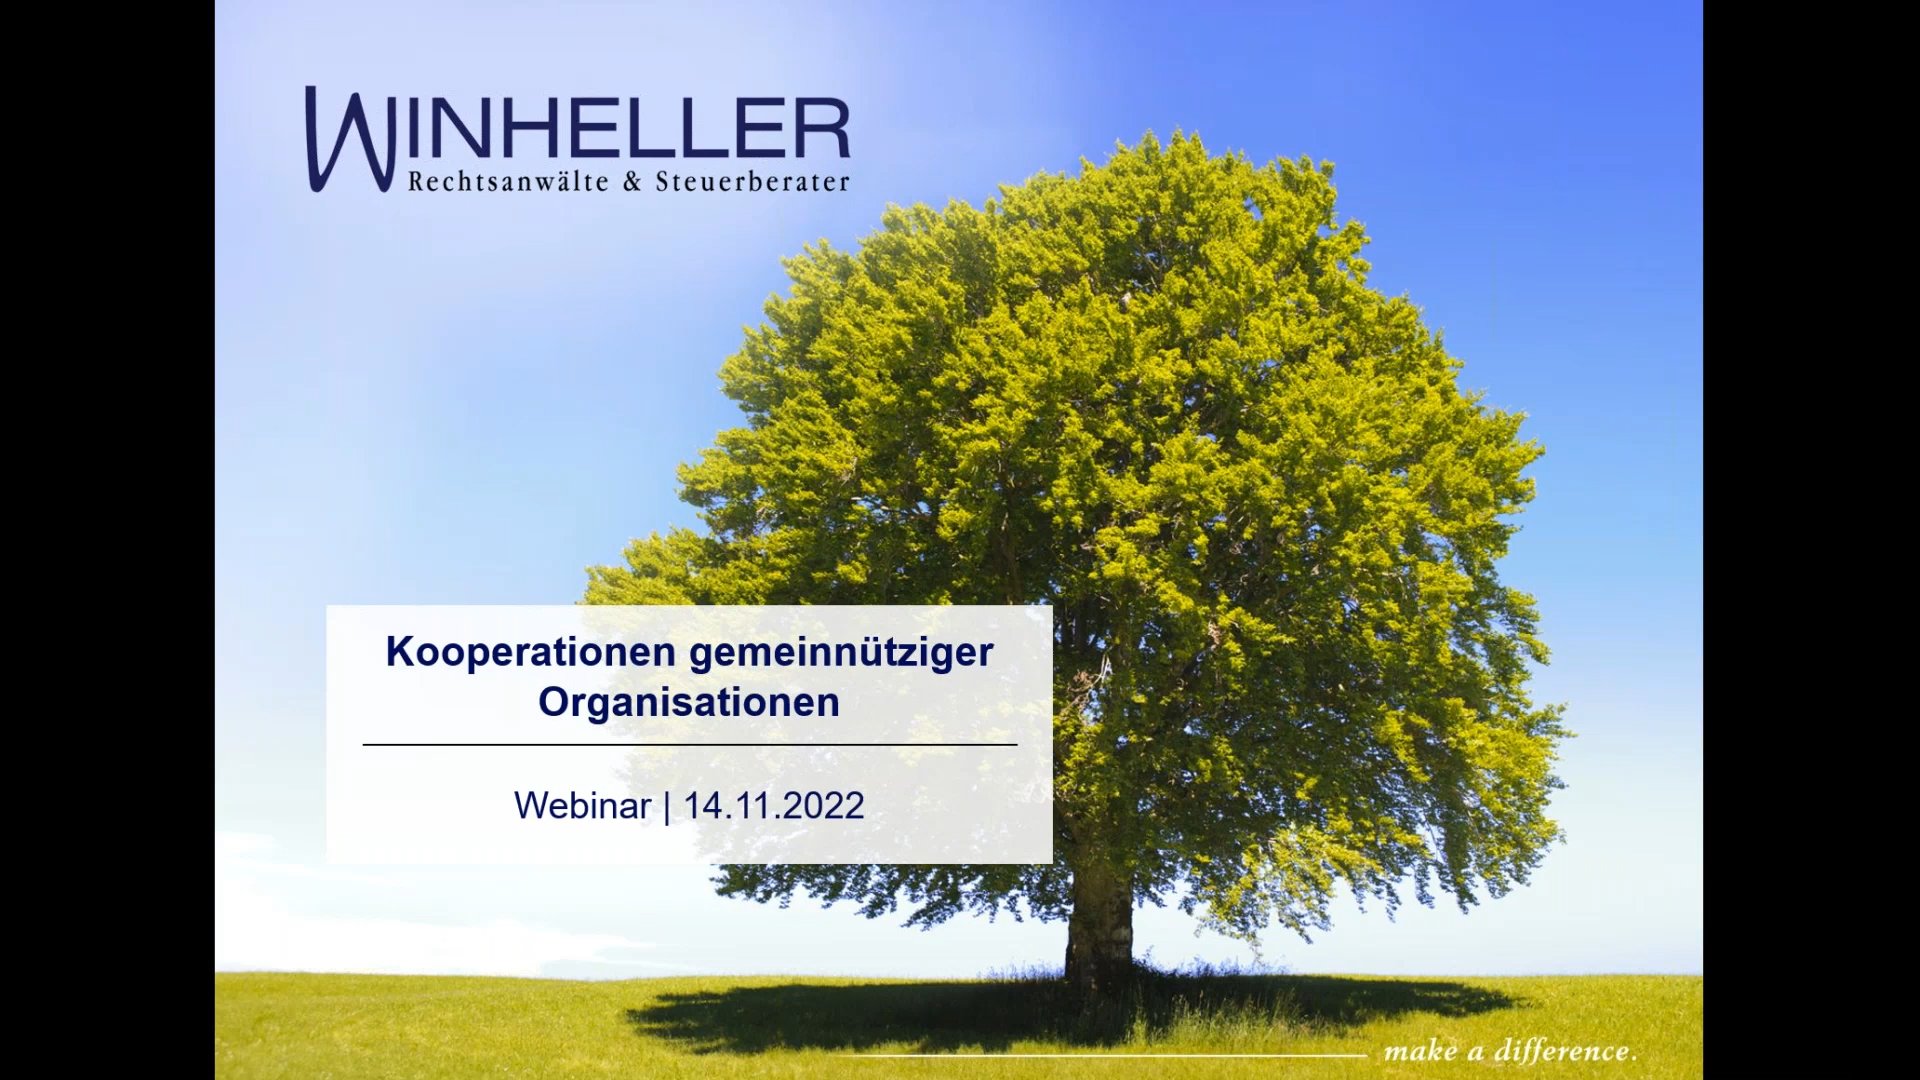 WINHELLER
Rechtsanwälte & Steuerberater
Kooperationen gemeinnütziger
Organisationen
Webinar | 14.11.2022
make a difference.